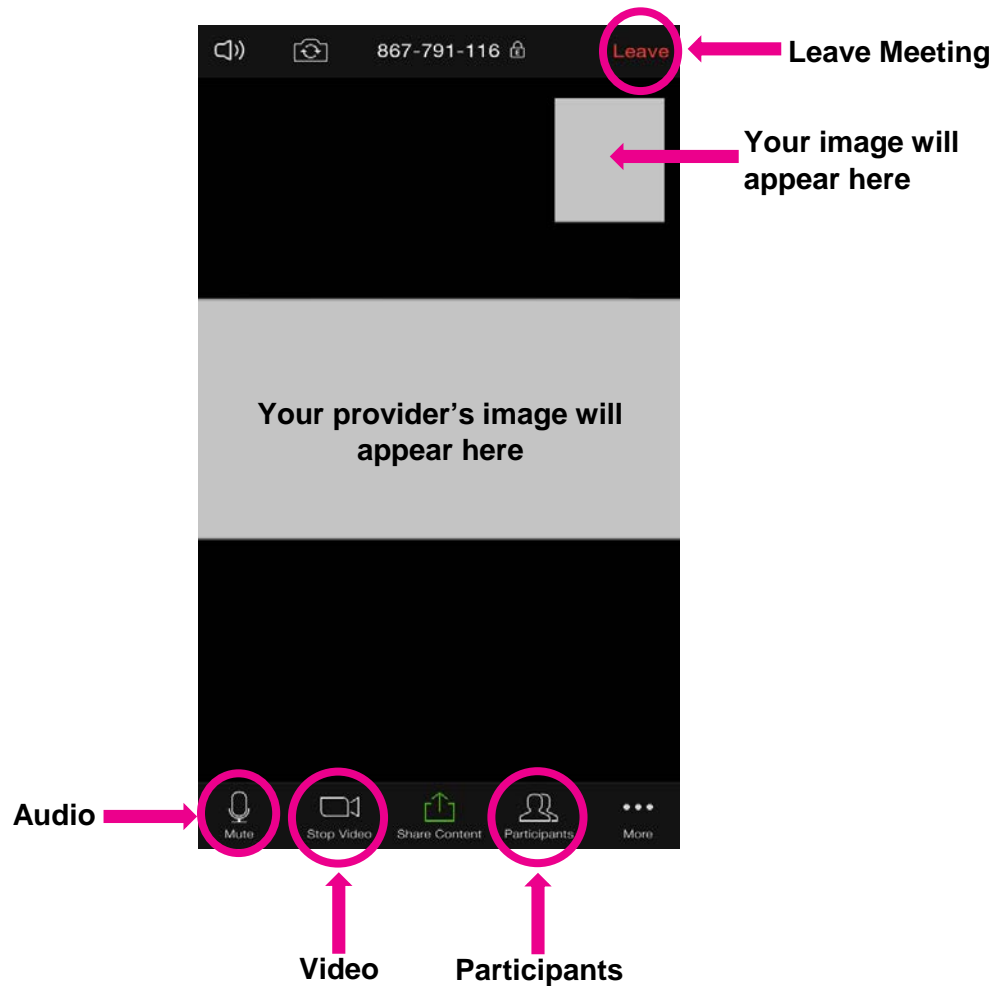 867-791-116
Leave
Leave Meeting
Your image will
appear here
Your provider’s image will
appear here
Audio
Mute
Stop Video
Share Content
Participants
More
Video
Participants